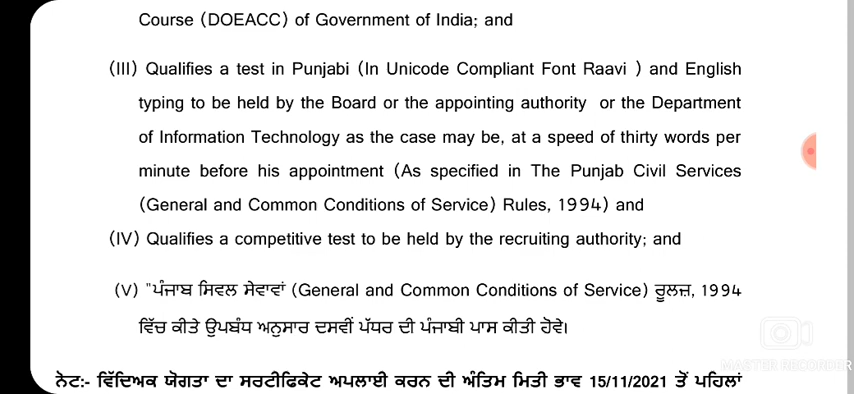 Course (DOEACC) of Government of India; and
(III) Qualifies a test in Punjabi (In Unicode Compliant Font Raavi ) and English
typing to be held by the Board or the appointing authority or the Department
of Information Technology as the case may be, at a speed of thirty words per
minute before his appointment (As specified in The Punjab Civil Services
(General and Common Conditions of Service) Rules, 1994) and
(IV) Qualifies a competitive test to be held by the recruiting authority; and
(V) "ਪੰਜਾਬ ਸਿਵਲ ਸੇਵਾਵਾਂ (General and Common Conditions of Service) ਰੂਲਜ਼, 1994
ਵਿੱਚ ਕੀਤੇ ਉਪਬੰਧ ਅਨੁਸਾਰ ਦਸਵੀਂ ਪੱਧਰ ਦੀ ਪੰਜਾਬੀ ਪਾਸ ਕੀਤੀ ਹੋਵੇ।
MASTER RECORDER
ਨੋਟ:- ਵਿੱਦਿਅਕ ਯੋਗਤਾ ਦਾ ਸਰਟੀਫਿਕੇਟ ਅਪਲਾਈ ਕਰਨ ਦੀ ਅੰਤਿਮ ਮਿਤੀ ਭਾਵ 15/11/2021 ਤੋਂ ਪਹਿਲਾਂ